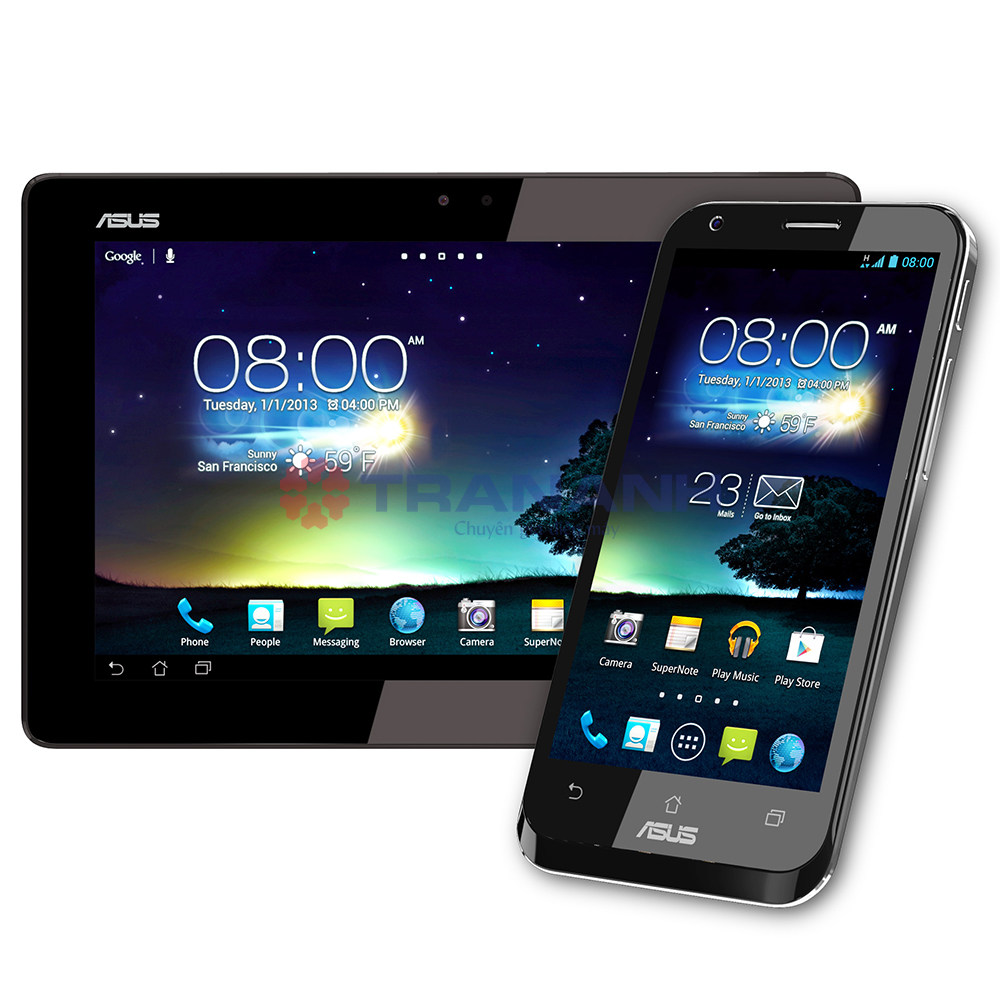 ASUS
Google
08:00 AM
Tuesday, 1/1/2013 04:00 PM
Sunny
San Francisco 59°F
Phone
People
Messaging
Browser
Camera
H 08:00
08:00 AM
Tuesday, 1/1/2013 04:00 PM
Sunny
San Francisco 59°F
23
Mails
Go to Inbox
Camera
SuperNote
Play Music
Play Store
ASUS
Chuyên